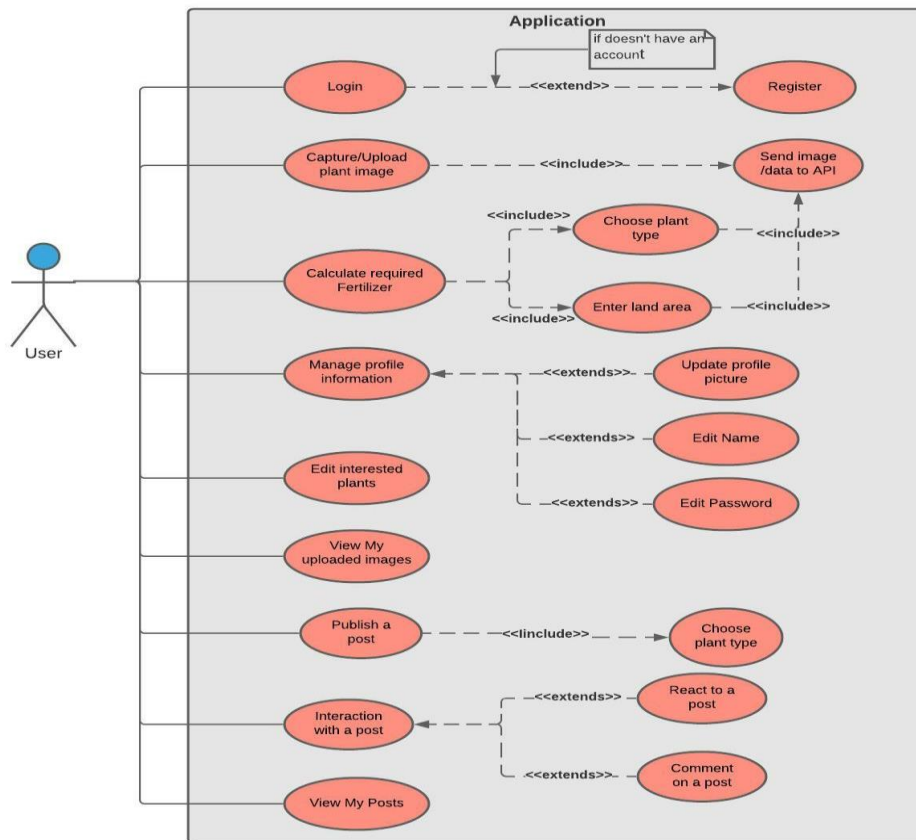 Application
if doesn't have an
account
Login
<<extend>>
Register
Capture/Upload
plant image
<<include>>
Send image
/data to API
<<include>>
Choose plant
type
<<include>>
Calculate required
Fertilizer
<<include>>
Enter land area
<<include>>
User
Manage profile
information
<<extends>>
Update profile
picture
<<extends>>
Edit Name
Edit interested
plants
<<extends>>
Edit Password
View My
uploaded images
Publish a
post
<<Iinclude>>
Choose
plant type
<<extends>>
React to a
post
Interaction
with a post
<<extends>>
Comment
on a post
View My Posts